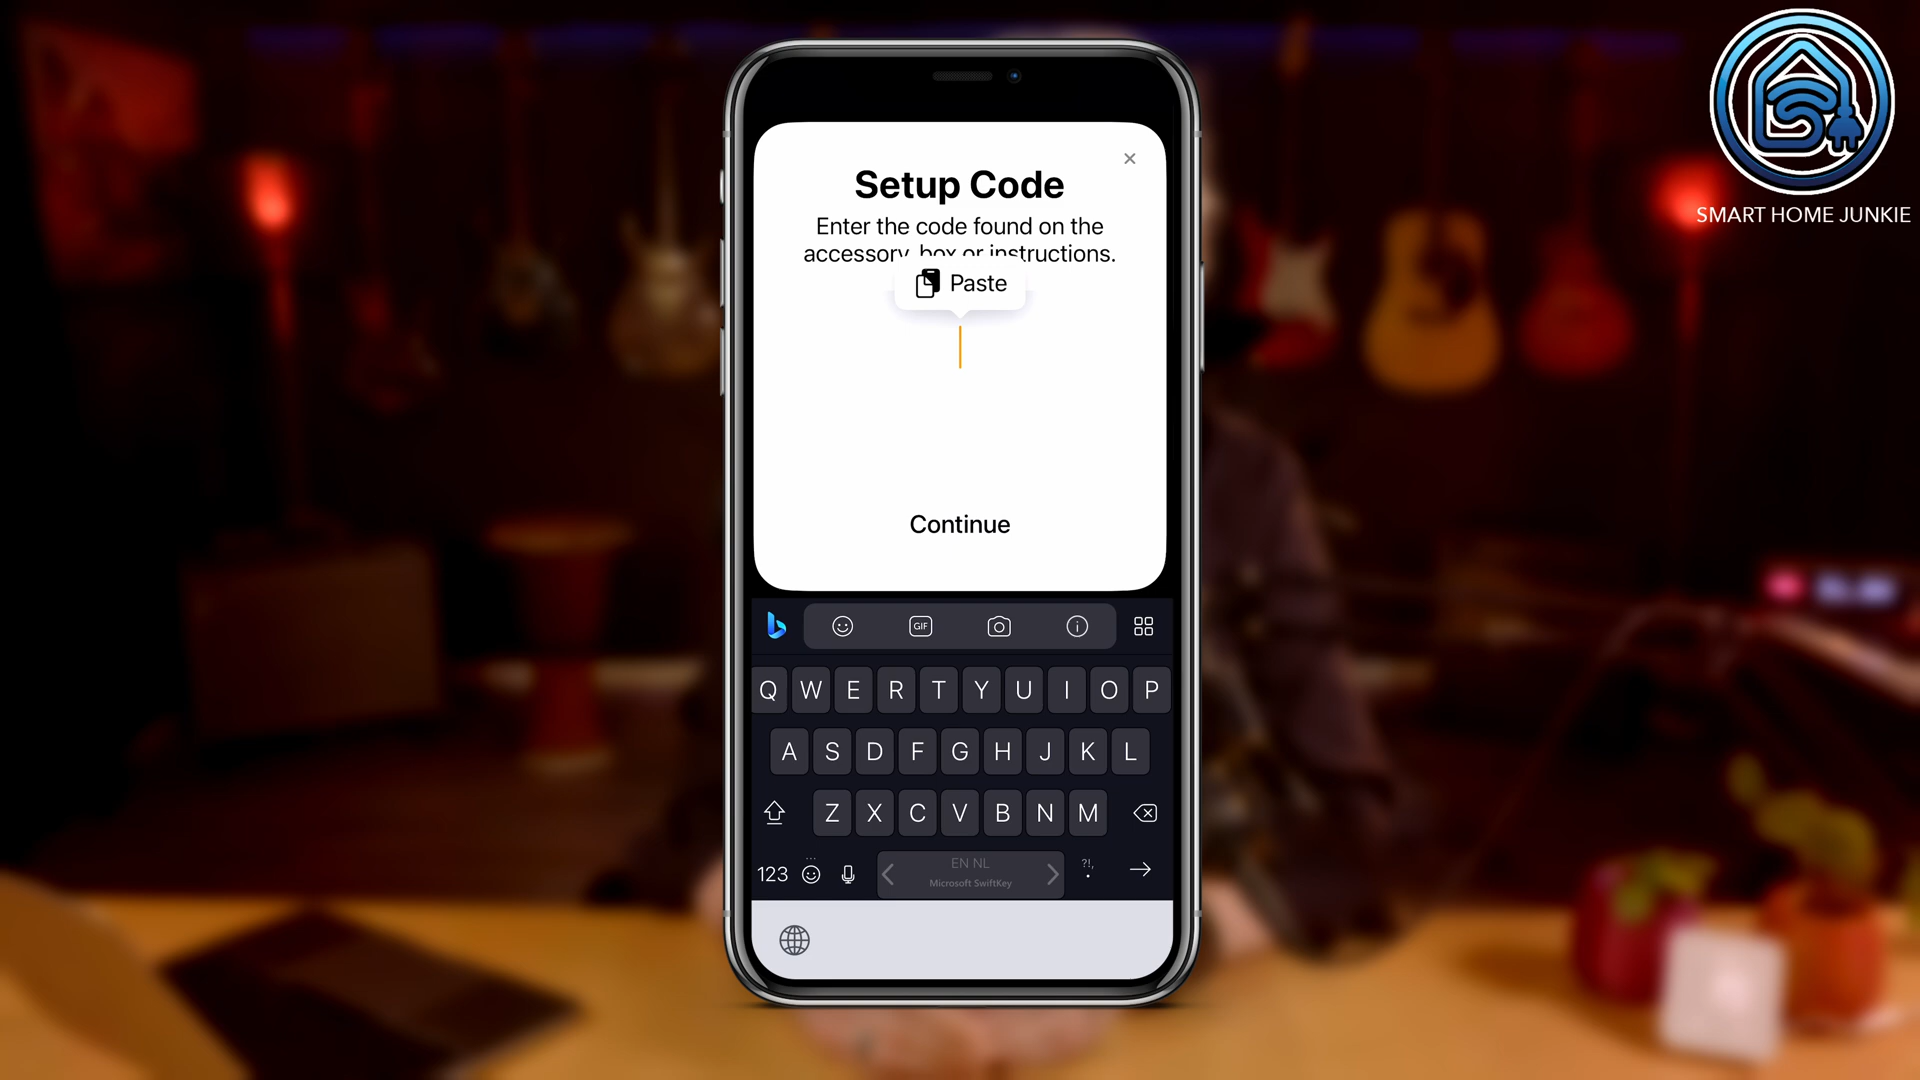 SMART HOME JUNKIE
Setup Code
Enter the code found on the
accessory, box or instructions.
Paste
Continue
GIF
Q W E R T Y U I O P
A S D F G H J K L
Z X C V B N M
123
EN NL
?!,
.
Microsoft SwiftKey